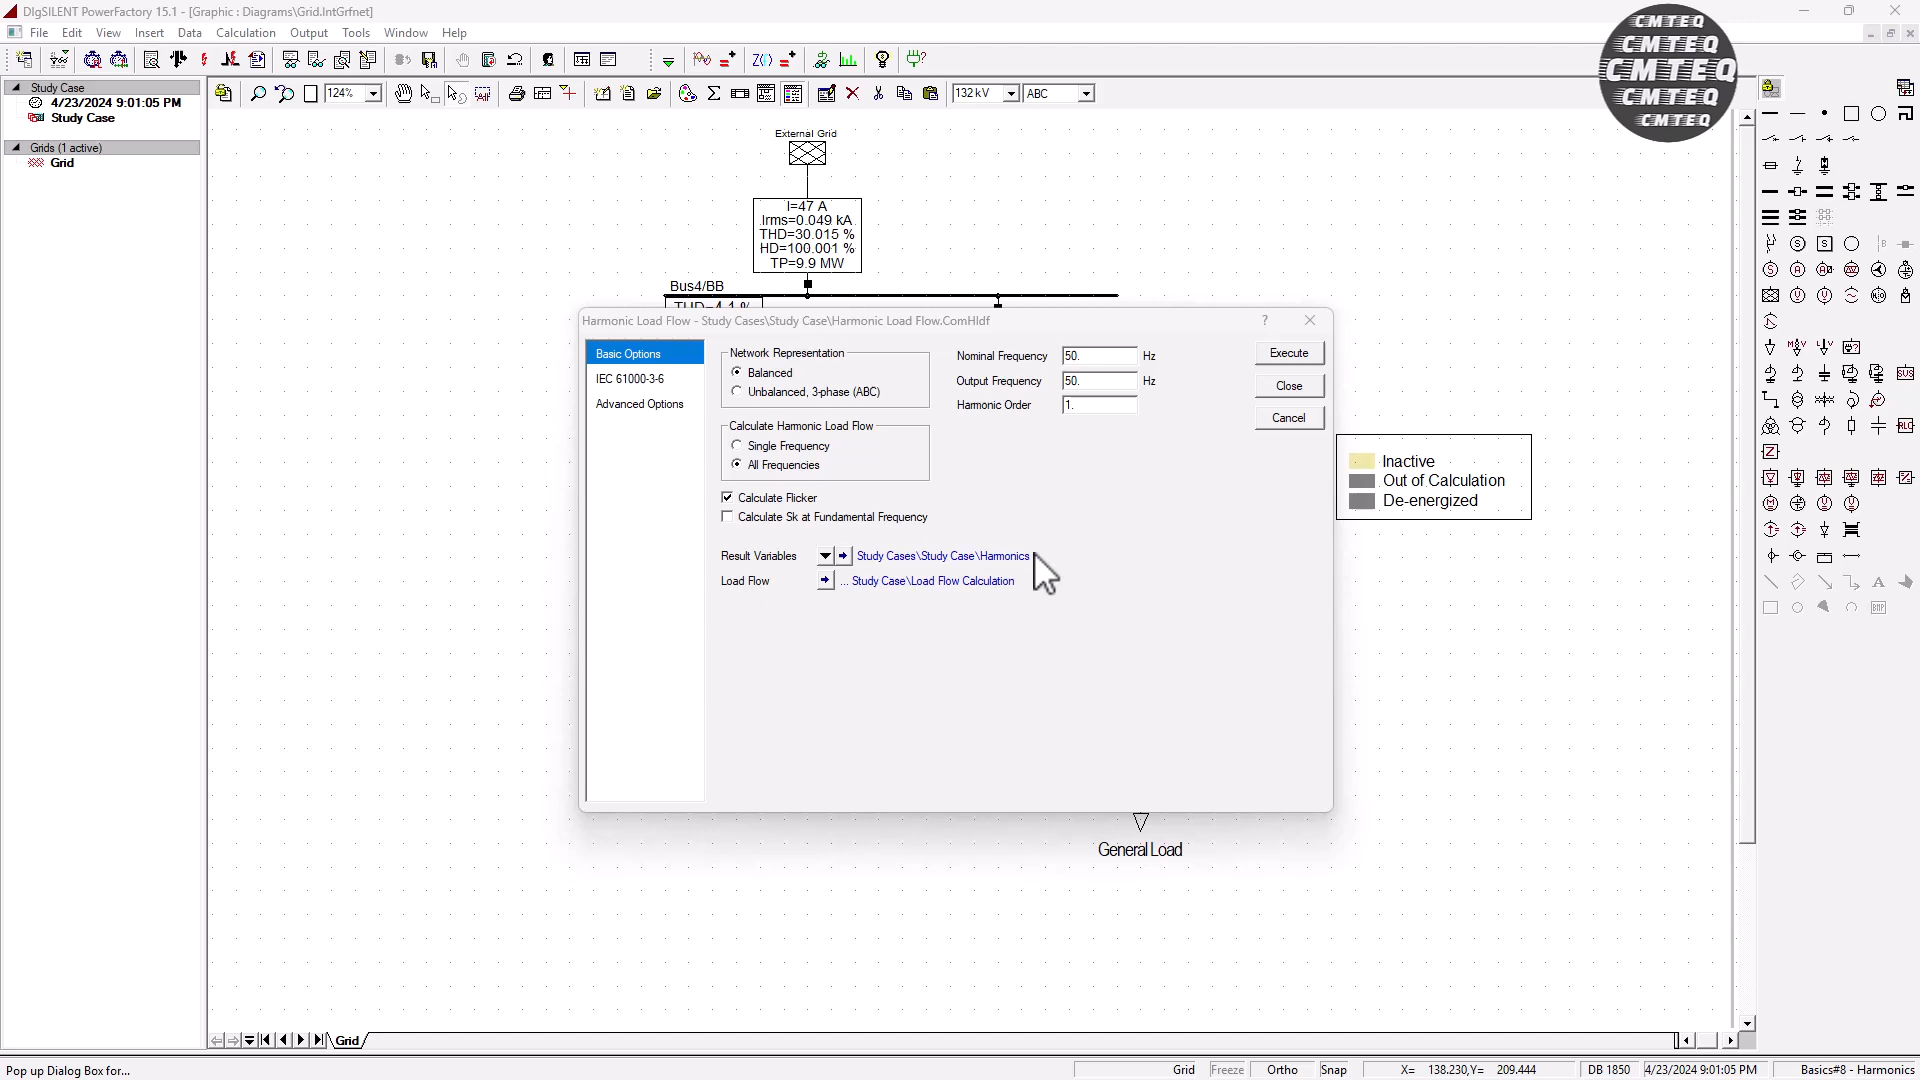 DIgSILENT PowerFactory 15.1 - [Graphic : Diagrams\Grid.IntGrfnet]
File Edit View Insert Data Calculation Output Tools Window Help
CMTEQ
CMTEQ
CMTEQ
CMTEQ
CMTEQ
124%
132 kV
ABC
Study Case
4/23/2024 9:01:05 PM
Study Case
Grids (1 active)
Grid
External Grid
I=47 A
Irms=0.049 kA
THD=30.015 %
HD=100.001 %
TP=9.9 MW
Bus4/BB
THD=4.1 %
Harmonic Load Flow - Study Cases\Study Case\Harmonic Load Flow.ComHldf
Basic Options
IEC 61000-3-6
Advanced Options
Network Representation
Balanced
Unbalanced, 3-phase (ABC)
Calculate Harmonic Load Flow
Single Frequency
All Frequencies
Calculate Flicker
Calculate Sk at Fundamental Frequency
Result Variables Study Cases\Study Case\Harmonics
Load Flow ... Study Case\Load Flow Calculation
Nominal Frequency 50. Hz
Output Frequency 50. Hz
Harmonic Order 1.
Execute
Close
Cancel
Inactive
Out of Calculation
De-energized
General Load
Grid
Pop up Dialog Box for...
Grid Freeze Ortho Snap X= 138.230,Y= 209.444 DB 1850 4/23/2024 9:01:05 PM Basics#8 - Harmonics